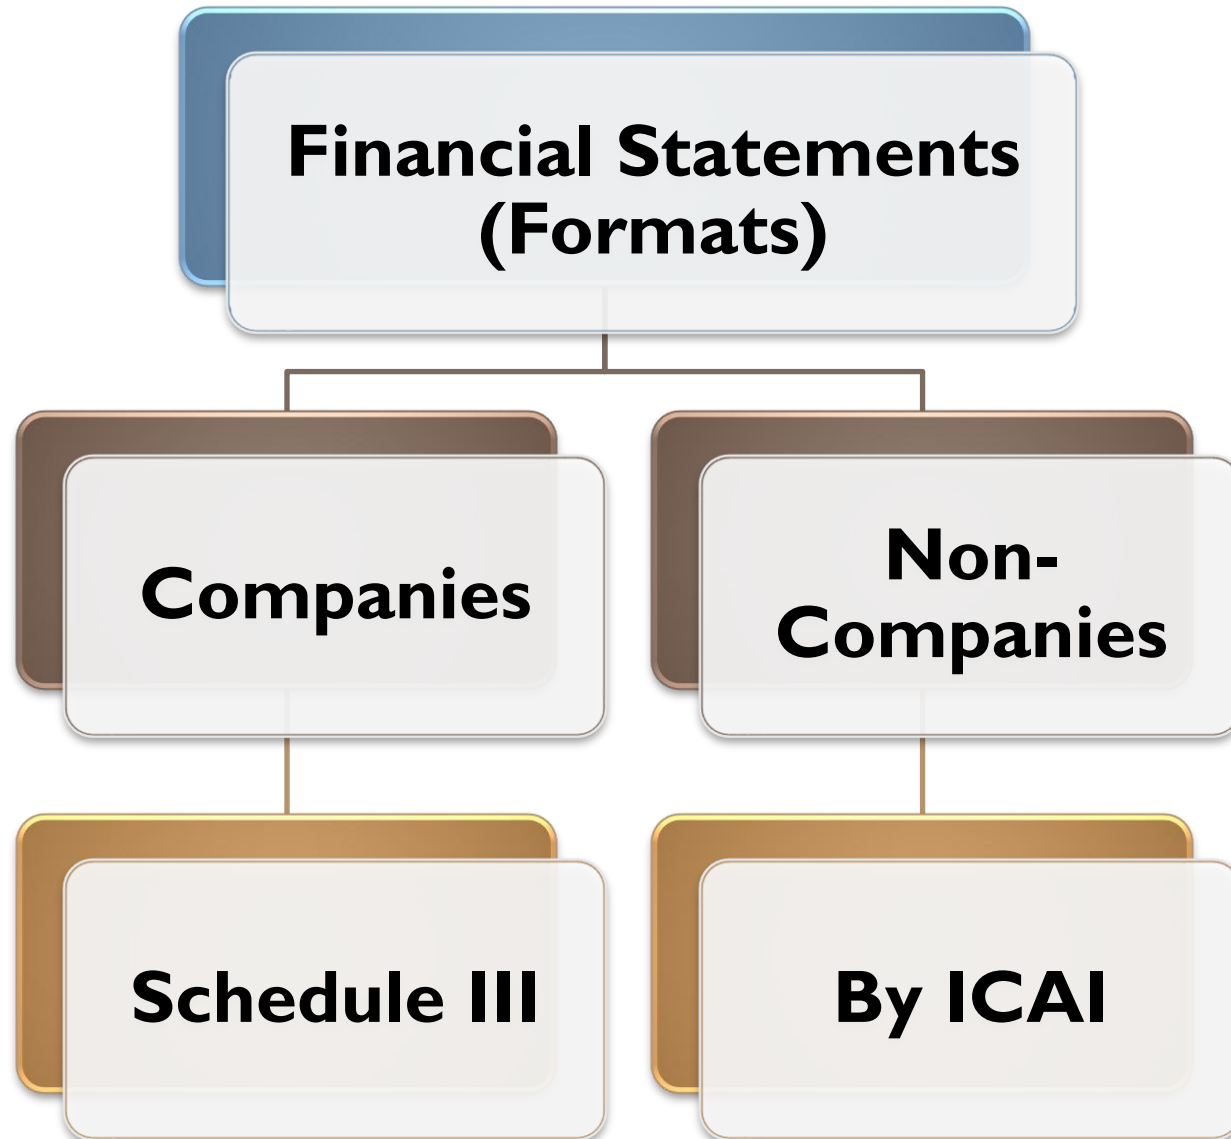 Financial Statements
(Formats)
Companies
Non-
Companies
Schedule III
By ICAI